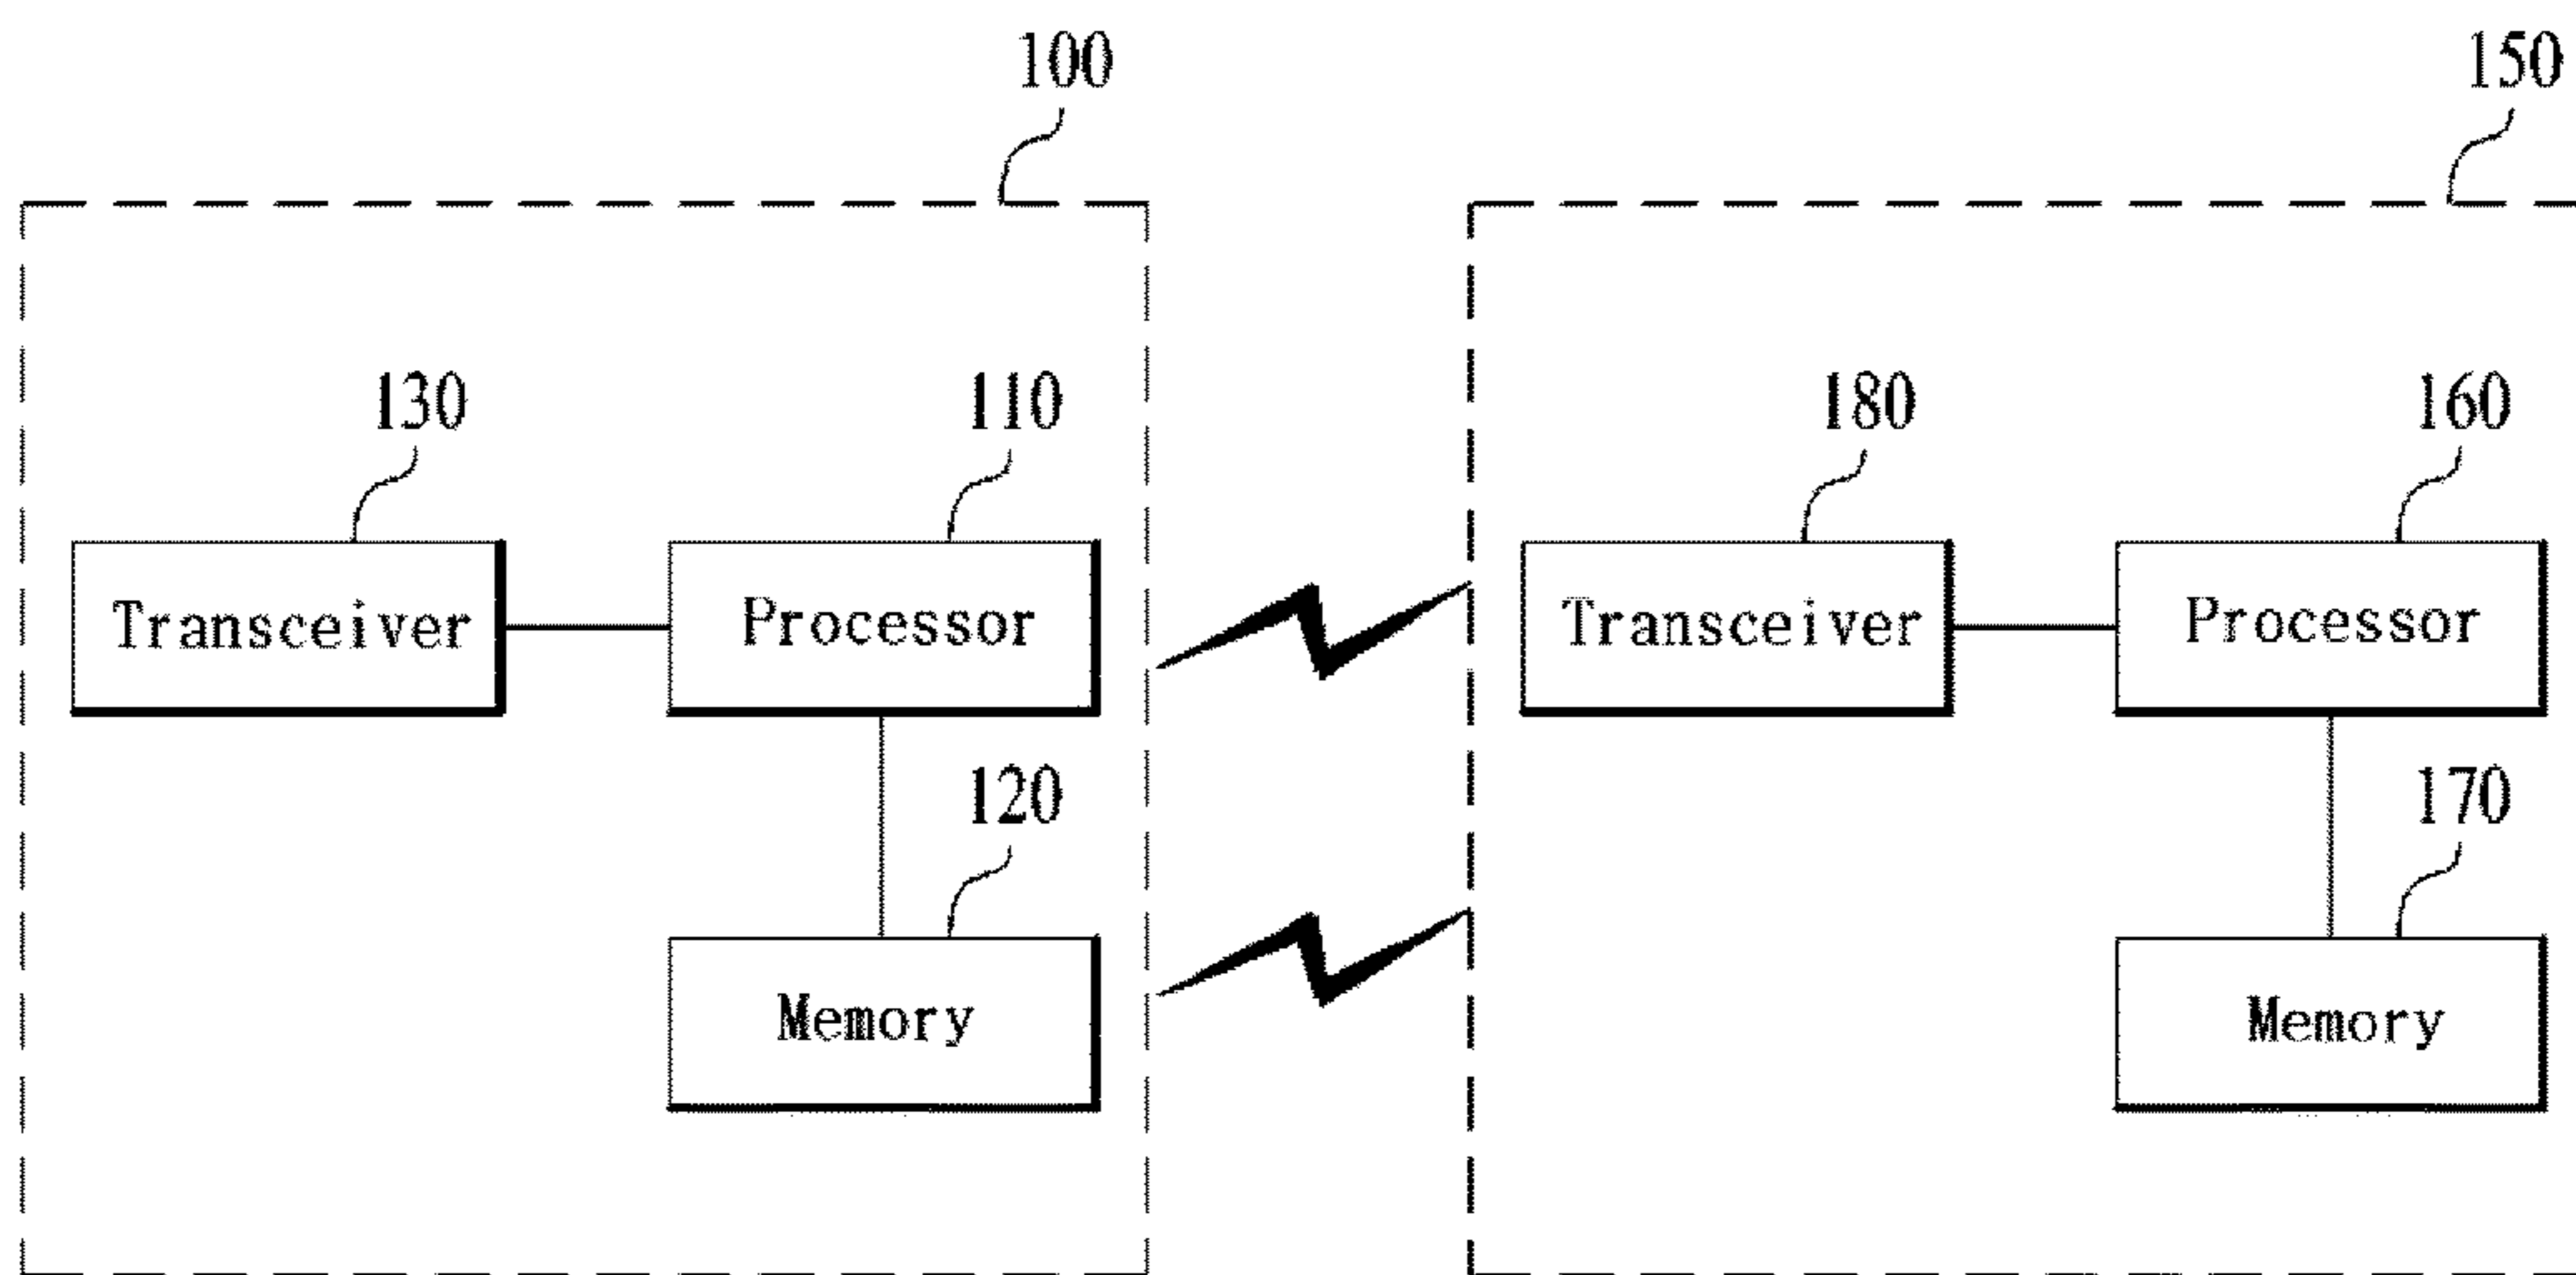 100 150
130 110 180 160
Transceiver Processor Transceiver Processor
120 170
Memory Memory